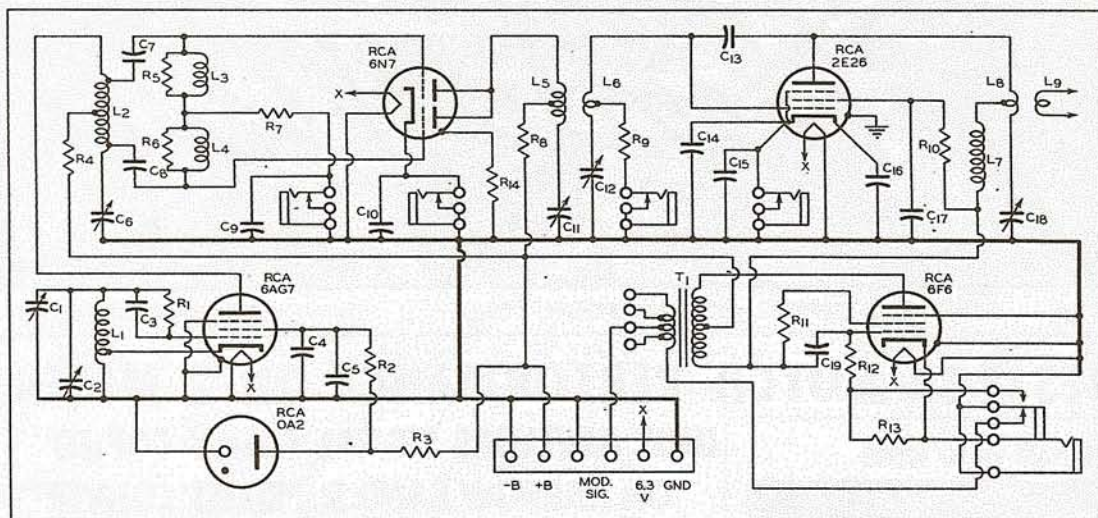 C7
R5
L3
RCA
6N7
L5
L6
C13
RCA
2E26
L8
L9
L2
X
R7
R4
R6
L4
C8
R8
R9
C14
C15
X
R10
L7
C16
C12
R14
C6
C9
C10
C11
C17
C18
RCA
6AG7
T1
RCA
6F6
C1
L1
C3
R1
C4
C5
R2
R11
C19
R12
C2
X
X
RCA
OA2
R3
X
R13
-B
+B
MOD.
SIG.
6.3
V
GND